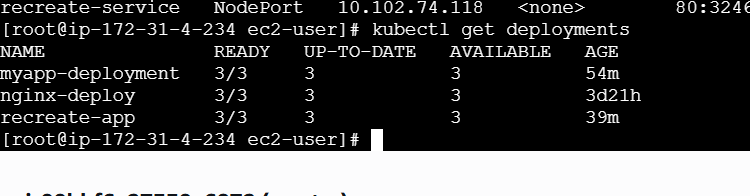 recreate-service   NodePort   10.102.74.118   <none>   80:3246
[root@ip-172-31-4-234 ec2-user]# kubectl get deployments
NAME   READY   UP-TO-DATE   AVAILABLE   AGE
myapp-deployment   3/3   3   3   54m
nginx-deploy   3/3   3   3   3d21h
recreate-app   3/3   3   3   39m
[root@ip-172-31-4-234 ec2-user]#